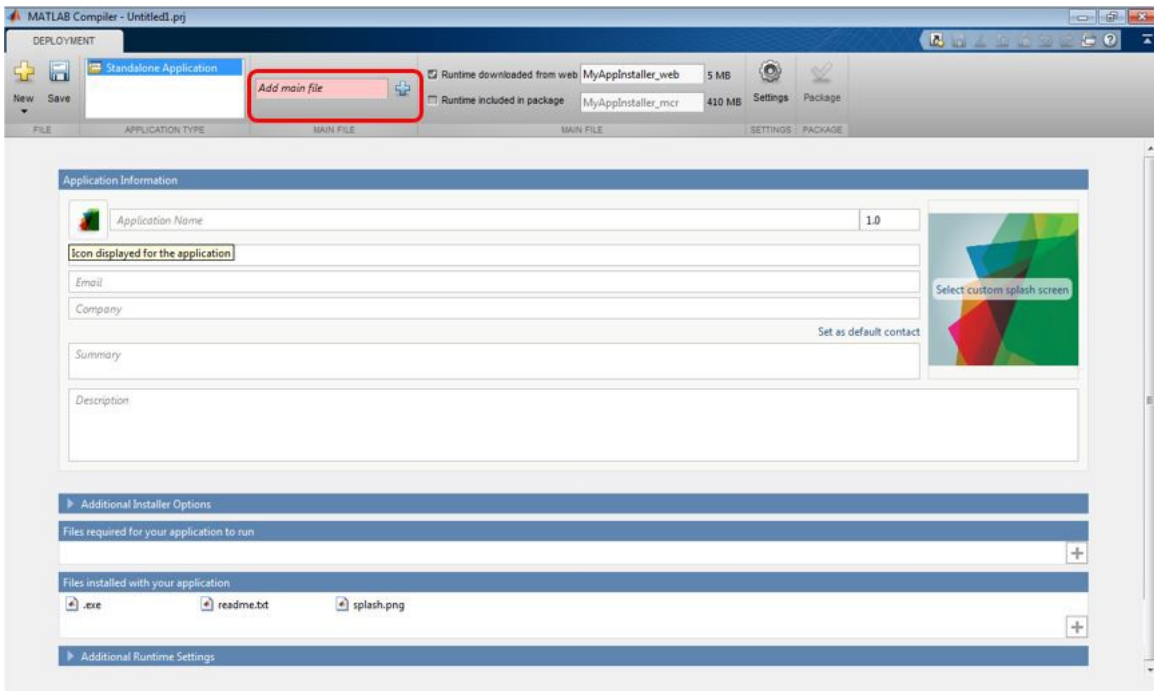 MATLAB Compiler - Untitled1.prj
DEPLOYMENT
New
Save
Standalone Application
Add main file
Runtime downloaded from web MyAppInstaller_web 5 MB
Runtime included in package MyAppInstaller_mcr 410 MB
Settings
Package
FILE APPLICATION TYPE MAIN FILE MAIN FILE SETTINGS PACKAGE
Application Information
Application Name 1.0
Icon displayed for the application
Email
Company
Select custom splash screen
Set as default contact
Summary
Description
Additional Installer Options
Files required for your application to run
Files installed with your application
.exe readme.txt splash.png
Additional Runtime Settings